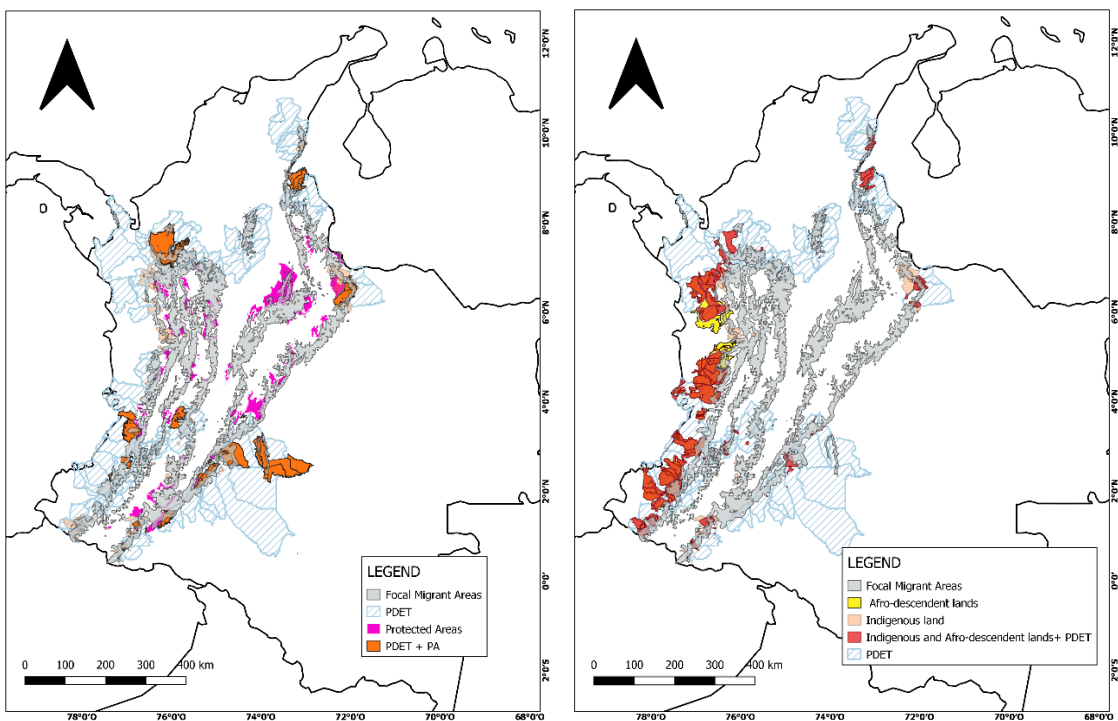 12°0'N
10°0'N
8°0'N
6°0'N
4°0'N
2°0'N
0°0'
2°0'S
LEGEND
Focal Migrant Areas
PDET
Protected Areas
PDET + PA
0 100 200 300 400 km
78°0'O 76°0'O 74°0'O 72°0'O 70°0'O 68°0'O
12°0'N
10°0'N
8°0'N
6°0'N
4°0'N
2°0'N
0°0'
2°0'S
LEGEND
Focal Migrant Areas
Afro-descendent lands
Indigenous land
Indigenous and Afro-descendent lands+ PDET
PDET
0 100 200 300 400 km
78°0'O 76°0'O 74°0'O 72°0'O 70°0'O 68°0'O